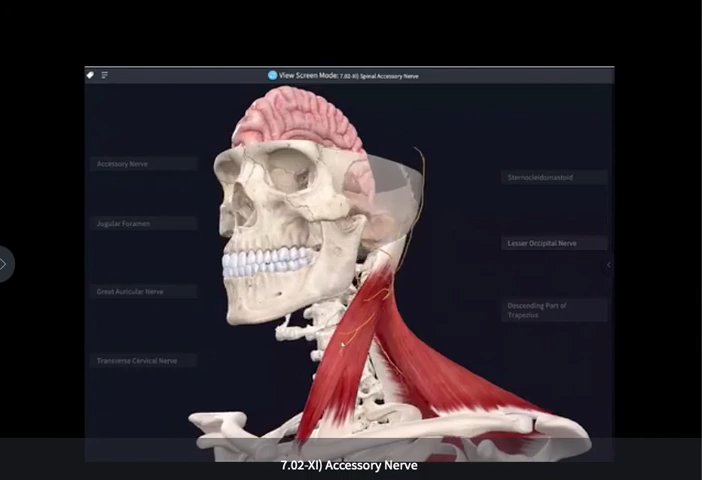 View Screen Mode: 7.02-XI) Spinal Accessory Nerve
Accessory Nerve
Jugular Foramen
Great Auricular Nerve
Transverse Cervical Nerve
Sternocleidomastoid
Lesser Occipital Nerve
Descending Part of
Trapezius
7.02-XI) Accessory Nerve